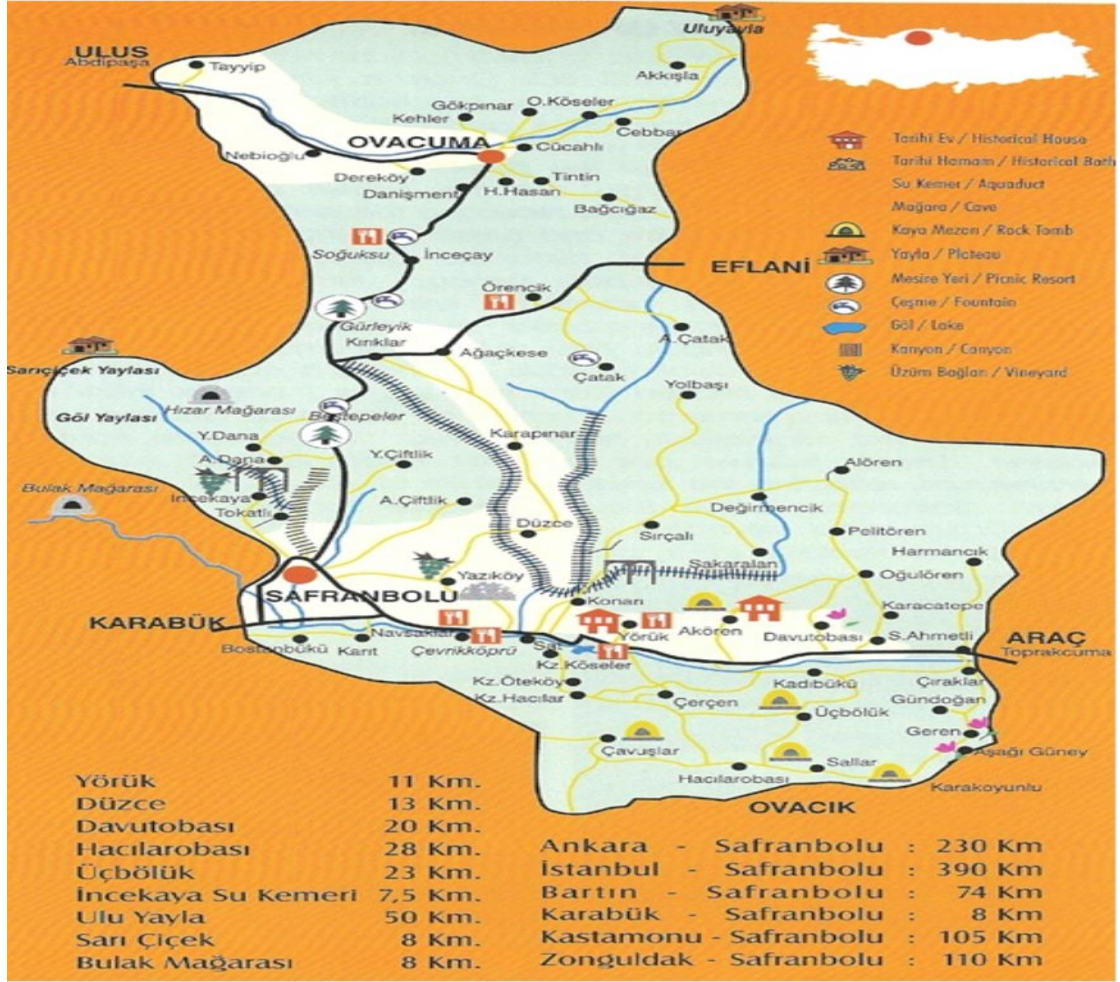 Uluyayla
ULUS
Abdipaşa
Tayyip
Akkışla
Gökpınar
O.Köseler
Kehler
Cebbar
OVACUMA
Cücahlı
Nebioğlu
Dereköy
Tintin
Danişment
H.Hasan
Bağcığaz
Soğuksu
İnceçay
EFLANİ
Örencik
Gürleyik
Kırıklar
Ağaçkese
A.Çatak
Çatak
Yolbaşı
Sarıçiçek Yaylası
Göl Yaylası
Hızar Mağarası
Beştepeler
Y.Dana
A.Dana
Y.Çiftlik
Karapınar
Bulak Mağarası
İncekaya
Tokatlı
A.Çiftlik
Alören
Değirmencik
Düzce
Sırçalı
Pelitören
Harmancık
Sakaralan
Oğulören
Yazıköy
SAFRANBOLU
Konarı
Karacatepe
KARABÜK
Navsaklar
Yörük
Akören
Davutobası
S.Ahmetli
ARAÇ
Toprakcuma
Bostanbükü
Karıt
Çevrikköprü
Sat
Kz.Köseler
Kz.Öteköy
Kadıbükü
Çıraklar
Kz.Hacılar
Çerçen
Üçbölük
Gündoğan
Geren
Çavuşlar
Aşağı Güney
Hacılarobası
Sallar
Karakoyunlu
OVACIK
Tarihi Ev / Historical House
Tarihi Hamam / Historical Bath
Su Kemer / Aquaduct
Mağara / Cave
Kaya Mezarı / Rock Tomb
Yayla / Plateau
Mesire Yeri / Picnic Resort
Çeşme / Fountain
Göl / Lake
Kanyon / Canyon
Üzüm Bağları / Vineyard
Yörük 11 Km.
Düzce 13 Km.
Davutobası 20 Km.
Hacılarobası 28 Km.
Üçbölük 23 Km.
İncekaya Su Kemeri 7,5 Km.
Ulu Yayla 50 Km.
Sarı Çiçek 8 Km.
Bulak Mağarası 8 Km.
Ankara - Safranbolu : 230 Km
İstanbul - Safranbolu : 390 Km
Bartın - Safranbolu : 74 Km
Karabük - Safranbolu : 8 Km
Kastamonu - Safranbolu : 105 Km
Zonguldak - Safranbolu : 110 Km